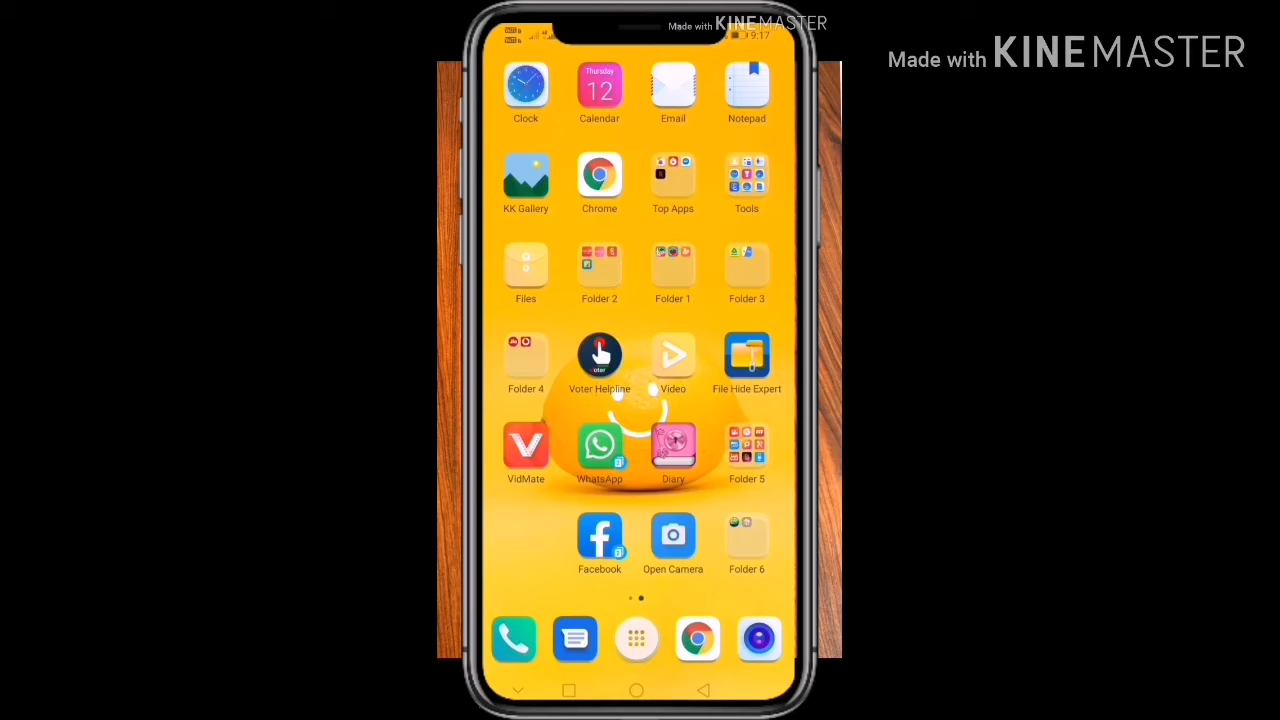 Made with KINEMASTER
Made with KINEMASTER
9:17
Thursday
12
Clock Calendar Email Notepad
KK Gallery Chrome Top Apps Tools
Files Folder 2 Folder 1 Folder 3
voter
Folder 4 Voter Helpline Video File Hide Expert
VidMate WhatsApp Diary Folder 5
Facebook Open Camera Folder 6